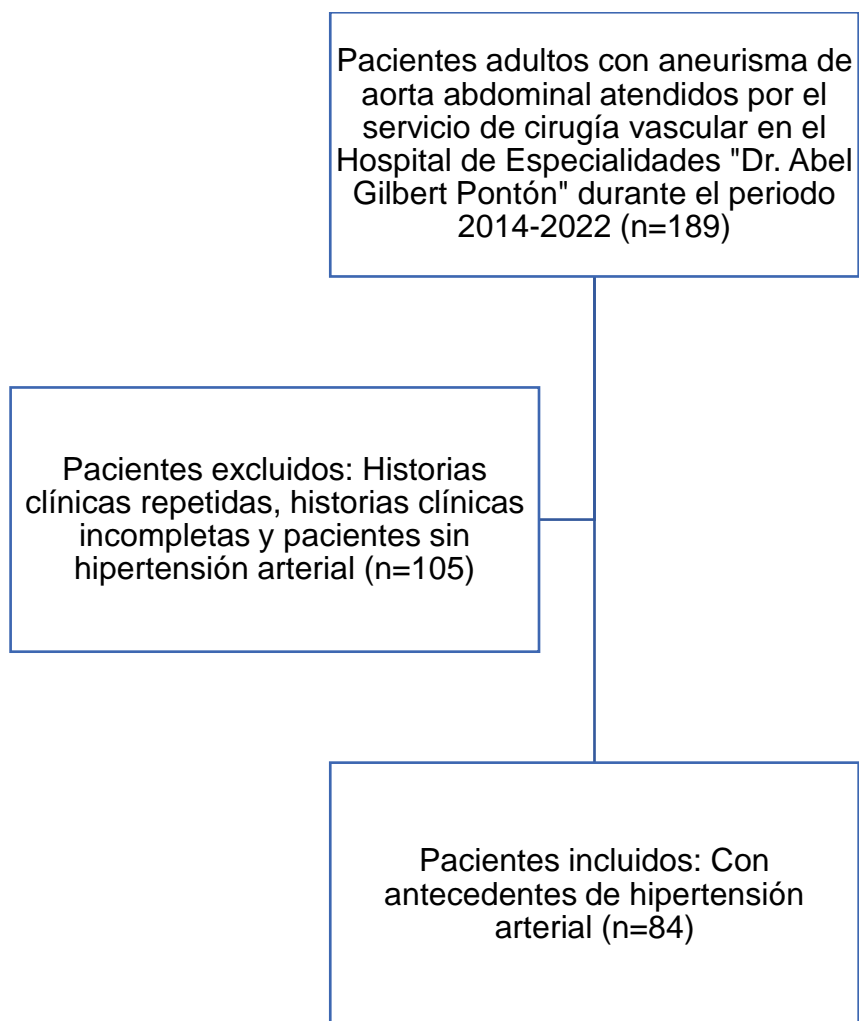 Pacientes adultos con aneurisma de
aorta abdominal atendidos por el
servicio de cirugía vascular en el
Hospital de Especialidades "Dr. Abel
Gilbert Pontón" durante el periodo
2014-2022 (n=189)
Pacientes excluidos: Historias
clínicas repetidas, historias clínicas
incompletas y pacientes sin
hipertensión arterial (n=105)
Pacientes incluidos: Con
antecedentes de hipertensión
arterial (n=84)